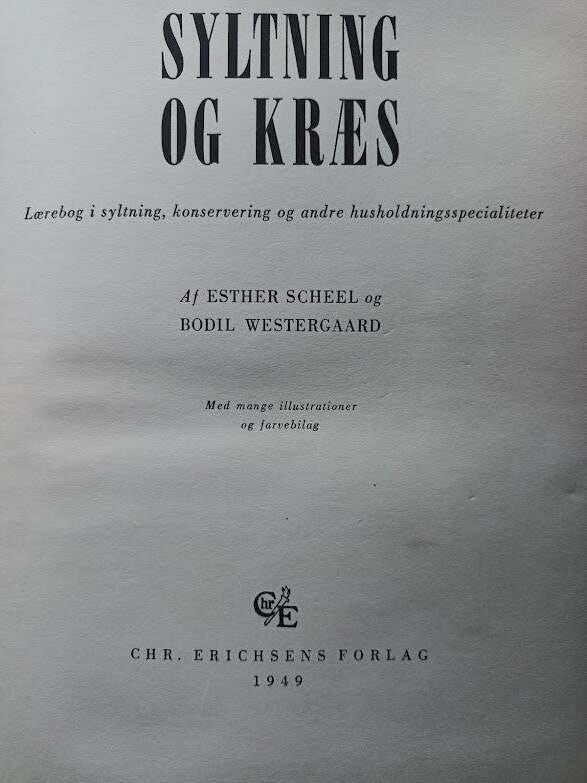 SYLTNING
OG KRÆS
Lærebog i syltning, konservering og andre husholdningsspecialiteter
Af ESTHER SCHEEL og
BODIL WESTERGAARD
Med mange illustrationer
og farvebilag
Chr E
CHR. ERICHSENS FORLAG
1949